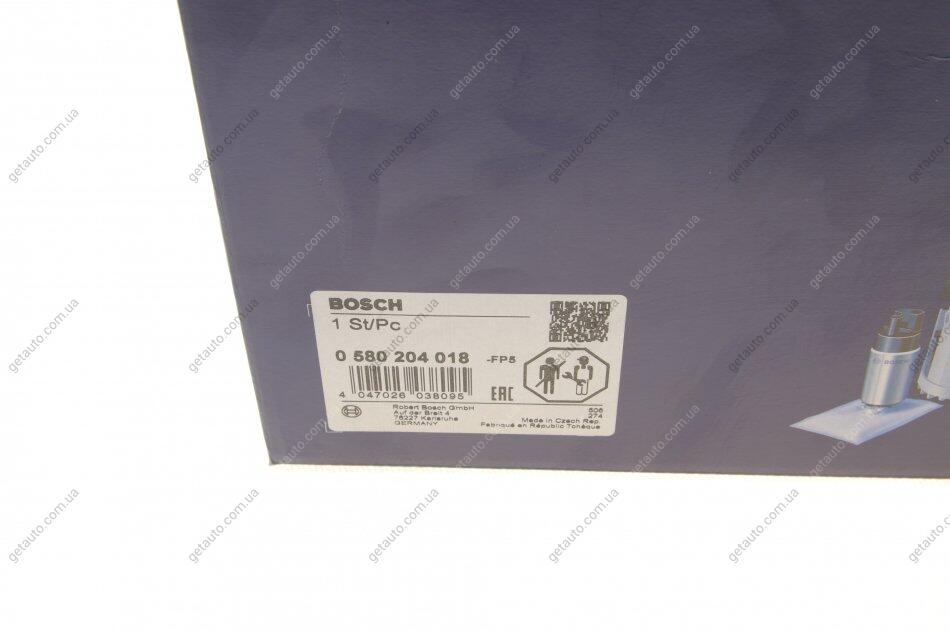 BOSCH
1 St/Pc
0 580 204 018 -FP5
4 047026 038095
EAC
Robert Bosch GmbH
Auf der Breit 4
76227 Karlsruhe
GERMANY
506
274
Made in Czech Rep.
Fabriqué en République Tchèque
getauto.com.ua